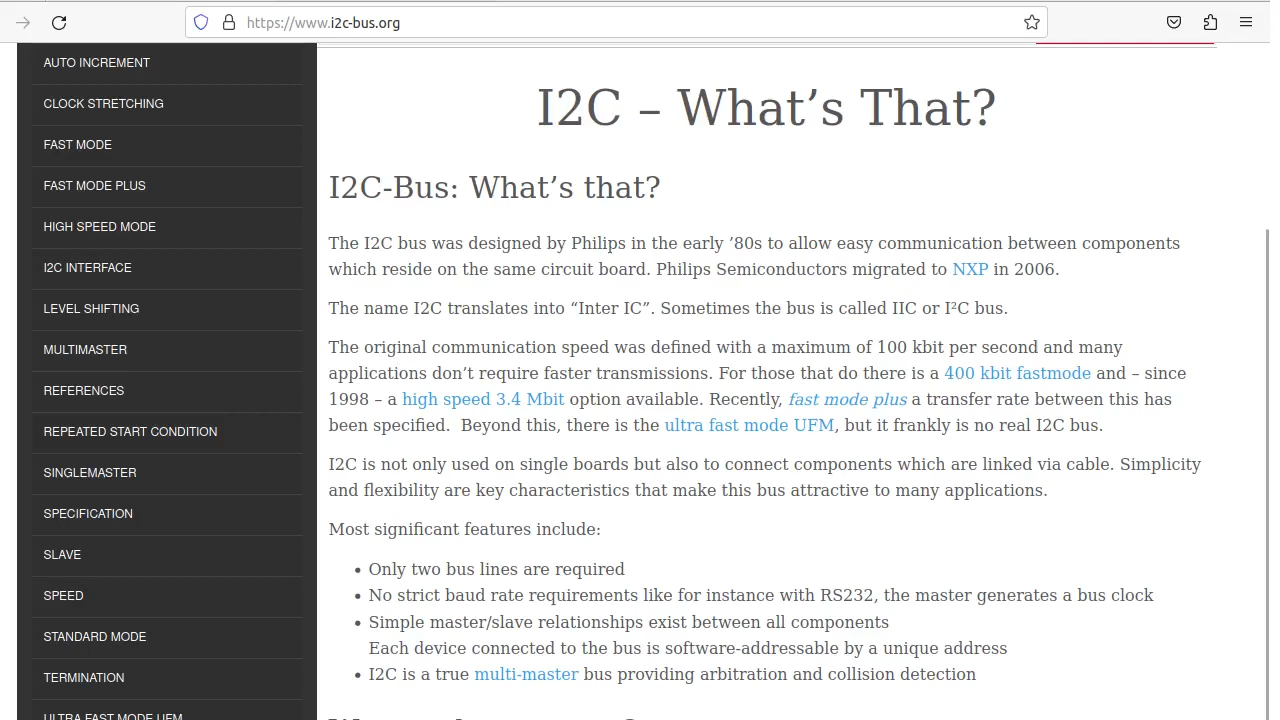 https://www.i2c-bus.org
AUTO INCREMENT
CLOCK STRETCHING
FAST MODE
FAST MODE PLUS
HIGH SPEED MODE
I2C INTERFACE
LEVEL SHIFTING
MULTIMASTER
REFERENCES
REPEATED START CONDITION
SINGLEMASTER
SPECIFICATION
SLAVE
SPEED
STANDARD MODE
TERMINATION
ULTRA FAST MODE UFM
I2C – What’s That?
I2C-Bus: What’s that?
The I2C bus was designed by Philips in the early ’80s to allow easy communication between components
which reside on the same circuit board. Philips Semiconductors migrated to NXP in 2006.
The name I2C translates into “Inter IC”. Sometimes the bus is called IIC or I²C bus.
The original communication speed was defined with a maximum of 100 kbit per second and many
applications don’t require faster transmissions. For those that do there is a 400 kbit fastmode and – since
1998 – a high speed 3.4 Mbit option available. Recently, fast mode plus a transfer rate between this has
been specified.  Beyond this, there is the ultra fast mode UFM, but it frankly is no real I2C bus.
I2C is not only used on single boards but also to connect components which are linked via cable. Simplicity
and flexibility are key characteristics that make this bus attractive to many applications.
Most significant features include:
• Only two bus lines are required
• No strict baud rate requirements like for instance with RS232, the master generates a bus clock
• Simple master/slave relationships exist between all components
Each device connected to the bus is software-addressable by a unique address
• I2C is a true multi-master bus providing arbitration and collision detection